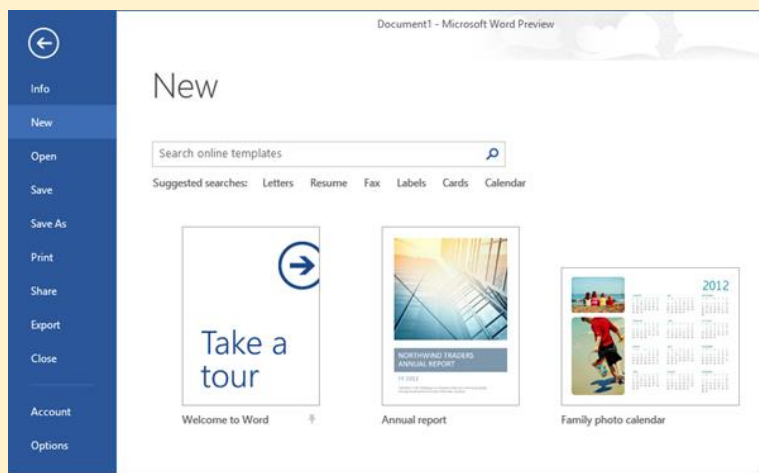 Document1 - Microsoft Word Preview
Info
New
Open
Save
Save As
Print
Share
Export
Close
Account
Options
New
Search online templates
Suggested searches: Letters Resume Fax Labels Cards Calendar
Take a
tour
Welcome to Word
NORTHWIND TRADERS
ANNUAL REPORT
FY 2012
Annual report
2012
Family photo calendar